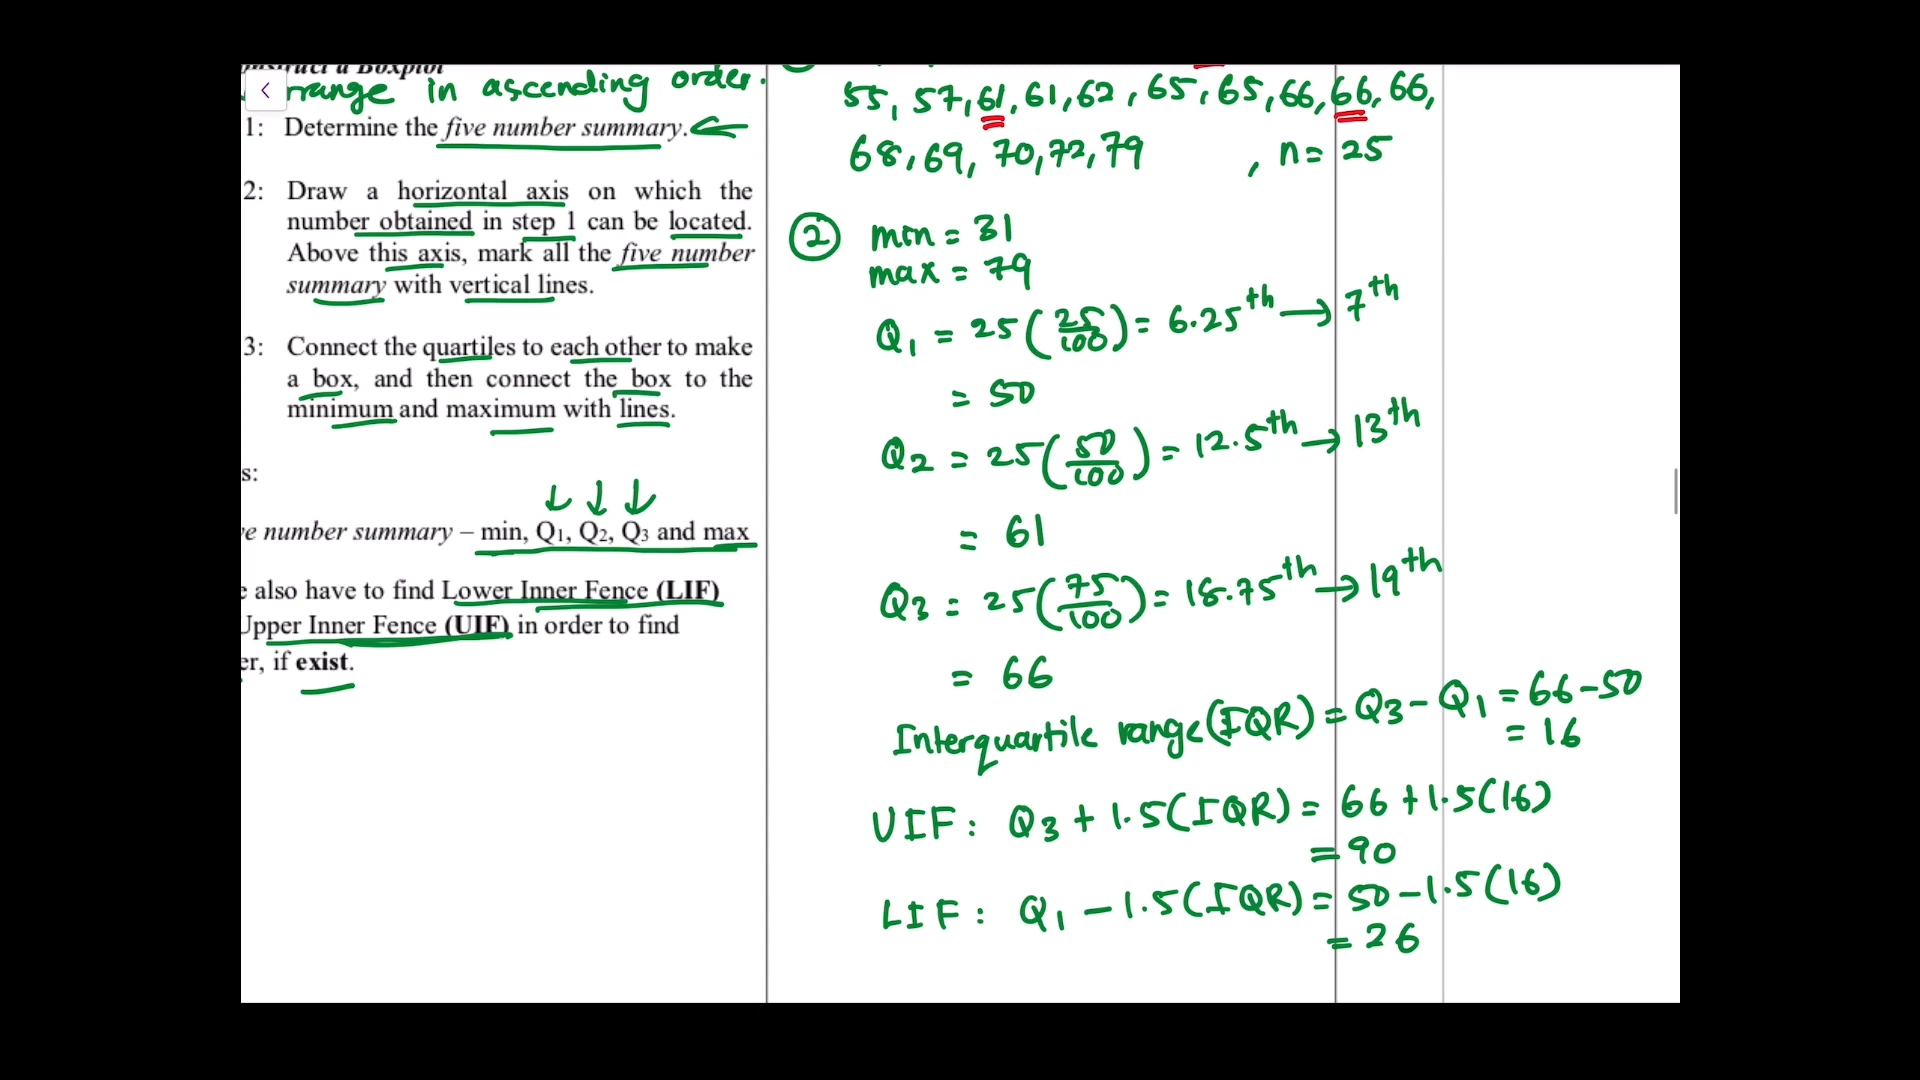 rrange in ascending order.
1: Determine the five number summary.
2: Draw a horizontal axis on which the
number obtained in step 1 can be located.
Above this axis, mark all the five number
summary with vertical lines.
3: Connect the quartiles to each other to make
a box, and then connect the box to the
minimum and maximum with lines.
s:
ve number summary – min, Q1, Q2, Q3 and max
e also have to find Lower Inner Fence (LIF)
Upper Inner Fence (UIF) in order to find
er, if exist.
55, 57, 61, 61, 62, 65, 65, 66, 66, 66,
68, 69, 70, 72, 79 , n = 25
2 min = 31
max = 79
Q1 = 25 (25/100) = 6.25th → 7th
= 50
Q2 = 25 (50/100) = 12.5th → 13th
= 61
Q3 = 25 (75/100) = 18.75th → 19th
= 66
Interquartile range (IQR) = Q3 - Q1 = 66 - 50
= 16
UIF : Q3 + 1.5 (IQR) = 66 + 1.5 (16)
= 90
LIF : Q1 - 1.5 (IQR) = 50 - 1.5 (16)
= 26